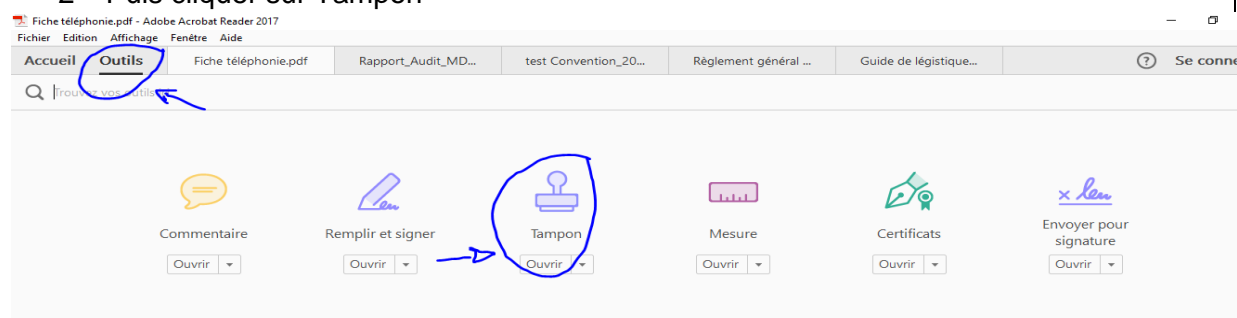 2 – Puis cliquer sur Tampon
Fiche téléphonie.pdf - Adobe Acrobat Reader 2017
Fichier Edition Affichage Fenêtre Aide
Accueil Outils Fiche téléphonie.pdf Rapport_Audit_MD... test Convention_20... Règlement général ... Guide de légistique... ? Se conne
Trouvez vos outils
Commentaire Remplir et signer Tampon Mesure Certificats Envoyer pour signature
Ouvrir Ouvrir Ouvrir Ouvrir Ouvrir Ouvrir